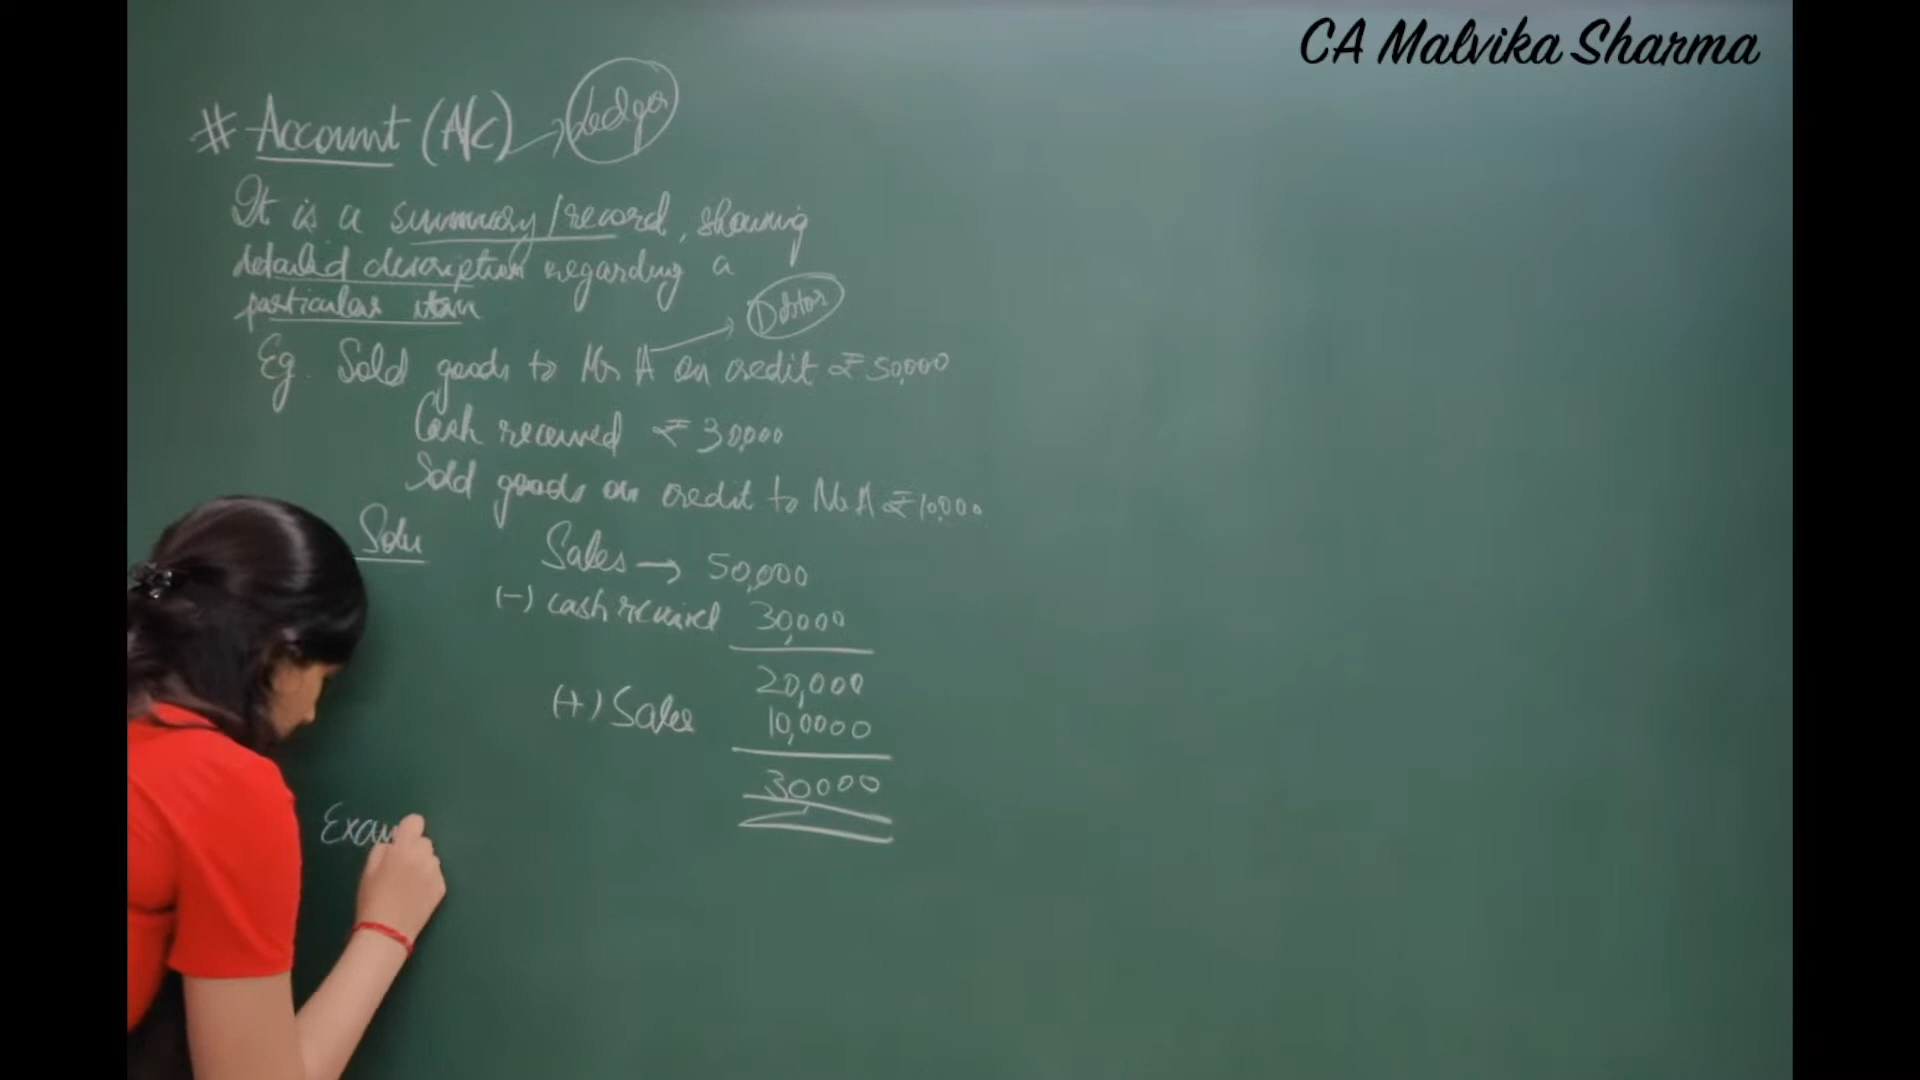 CA Malvika Sharma
# Account (A/c) → Ledger
It is a summary/record, showing
detailed description regarding a
particular item
Debtor
Eg. Sold goods to Mr A on credit ₹ 50,000
Cash received ₹ 30,000
Sold goods on credit to Mr A ₹ 10,000
Solu
Sales → 50,000
(-) cash received 30,000
20,000
(+) Sales 10,0000
30000
Exam